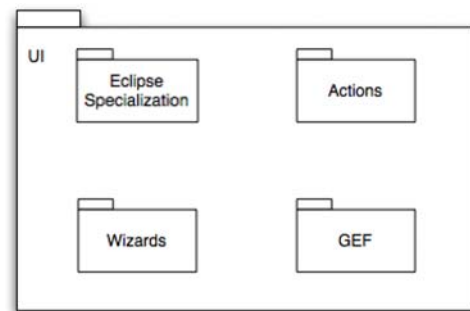 UI
Eclipse
Specialization
Actions
Wizards
GEF